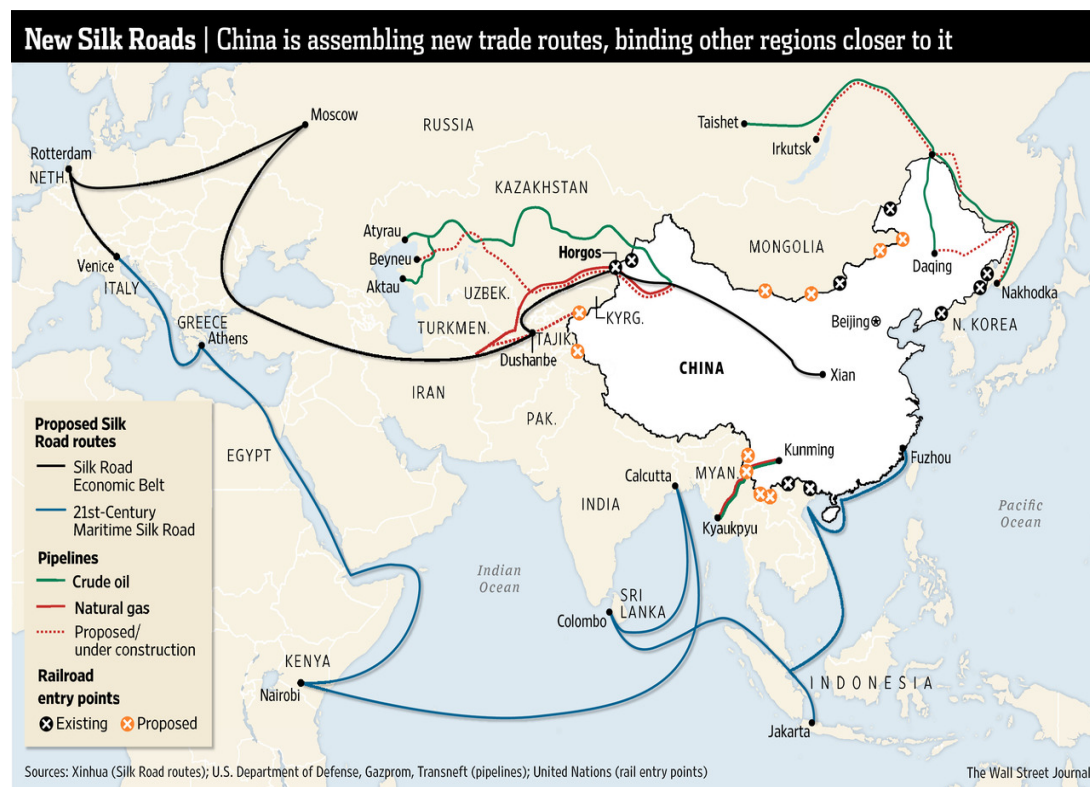 New Silk Roads | China is assembling new trade routes, binding other regions closer to it
Moscow
RUSSIA
Taishet
Irkutsk
Rotterdam
NETH.
KAZAKHSTAN
Atyrau
Beyneu
Aktau
Horgos
MONGOLIA
Daqing
Nakhodka
Venice
ITALY
UZBEK.
GREECE
Athens
TURKMEN.
KYRG.
TAJIK.
Dushanbe
Beijing
N. KOREA
CHINA
Xian
IRAN
PAK.
EGYPT
Calcutta
INDIA
MYAN.
Kunming
Kyaukpyu
Fuzhou
Pacific
Ocean
Indian
Ocean
SRI
LANKA
Colombo
KENYA
Nairobi
INDONESIA
Jakarta
Proposed Silk
Road routes
Silk Road
Economic Belt
21st-Century
Maritime Silk Road
Pipelines
Crude oil
Natural gas
Proposed/
under construction
Railroad
entry points
Existing
Proposed
Sources: Xinhua (Silk Road routes); U.S. Department of Defense, Gazprom, Transneft (pipelines); United Nations (rail entry points)
The Wall Street Journal